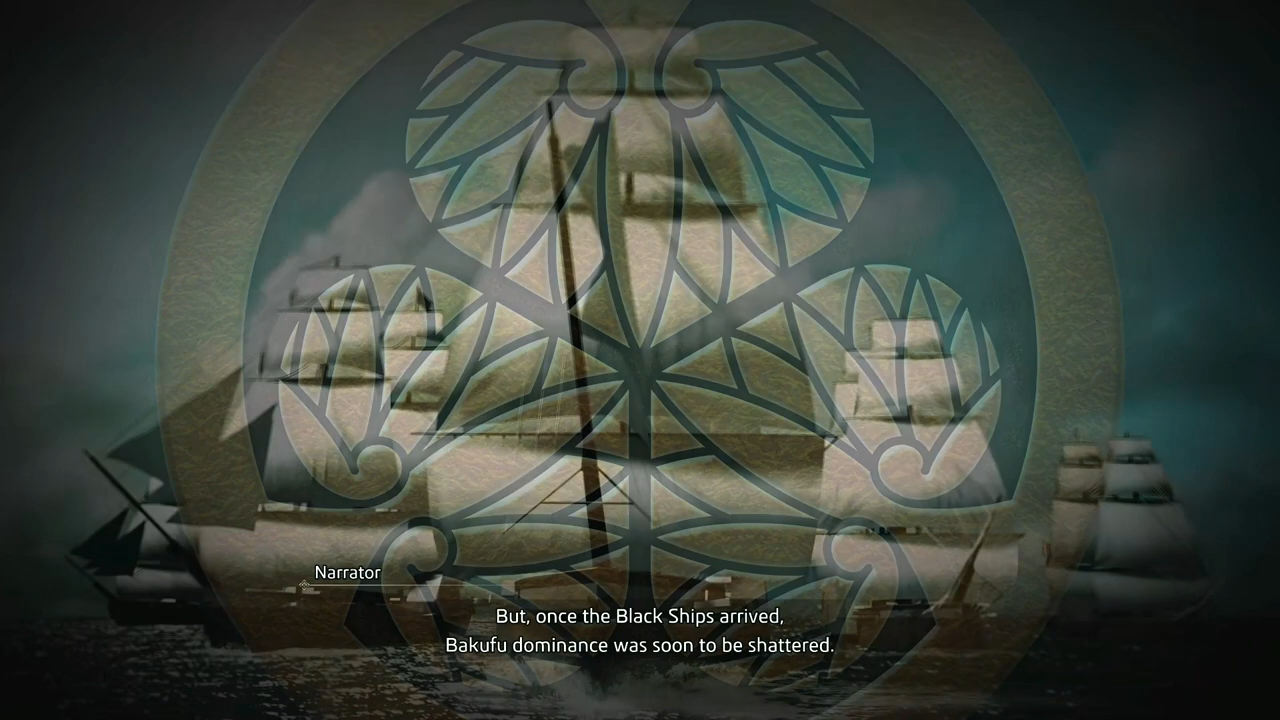 Narrator
But, once the Black Ships arrived,
Bakufu dominance was soon to be shattered.